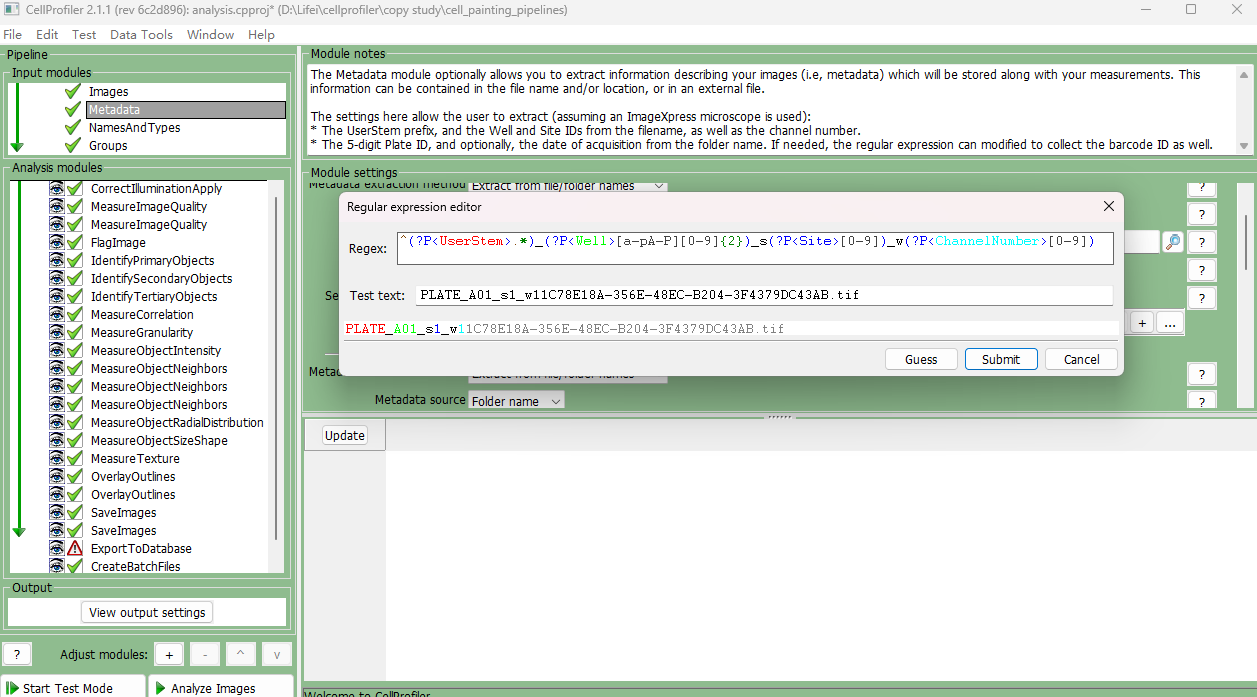 CellProfiler 2.1.1 (rev 6c2d896): analysis.cpproj* (D:\Lifei/cellprofiler\copy study\cell_painting_pipelines)
File Edit Test Data Tools Window Help
Pipeline
Input modules
Images
Metadata
NamesAndTypes
Groups
Analysis modules
CorrectIlluminationApply
MeasureImageQuality
MeasureImageQuality
FlagImage
IdentifyPrimaryObjects
IdentifySecondaryObjects
IdentifyTertiaryObjects
MeasureCorrelation
MeasureGranularity
MeasureObjectIntensity
MeasureObjectNeighbors
MeasureObjectNeighbors
MeasureObjectNeighbors
MeasureObjectRadialDistribution
MeasureObjectSizeShape
MeasureTexture
OverlayOutlines
OverlayOutlines
SaveImages
SaveImages
ExportToDatabase
CreateBatchFiles
Output
View output settings
? Adjust modules: + - ^ v
Start Test Mode Analyze Images
Module notes
The Metadata module optionally allows you to extract information describing your images (i.e, metadata) which will be stored along with your measurements. This
information can be contained in the file name and/or location, or in an external file.
The settings here allow the user to extract (assuming an ImageXpress microscope is used):
* The UserStem prefix, and the Well and Site IDs from the filename, as well as the channel number.
* The 5-digit Plate ID, and optionally, the date of acquisition from the folder name. If needed, the regular expression can modified to collect the barcode ID as well.
Module settings
Metadata extraction method Extract from file/folder names ?
?
?
?
Se ?
+ ...
Regular expression editor
Regex: ^(?P<UserStem>.*)_(?P<Well>[a-pA-P][0-9]{2})_s(?P<Site>[0-9])_w(?P<ChannelNumber>[0-9])
Test text: PLATE_A01_s1_w11C78E18A-356E-48EC-B204-3F4379DC43AB.tif
PLATE_A01_s1_w11C78E18A-356E-48EC-B204-3F4379DC43AB.tif
Guess Submit Cancel
Metad Extract from file/folder names ?
Metadata source Folder name ?
Update
Welcome to CellProfiler